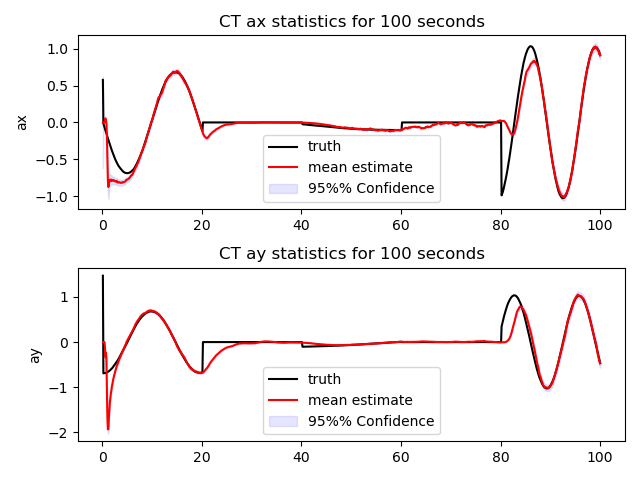 CT ax statistics for 100 seconds
1.0
0.5
0.0
−0.5
−1.0
ax
truth
mean estimate
95%% Confidence
0 20 40 60 80 100
CT ay statistics for 100 seconds
1
0
−1
−2
ay
truth
mean estimate
95%% Confidence
0 20 40 60 80 100